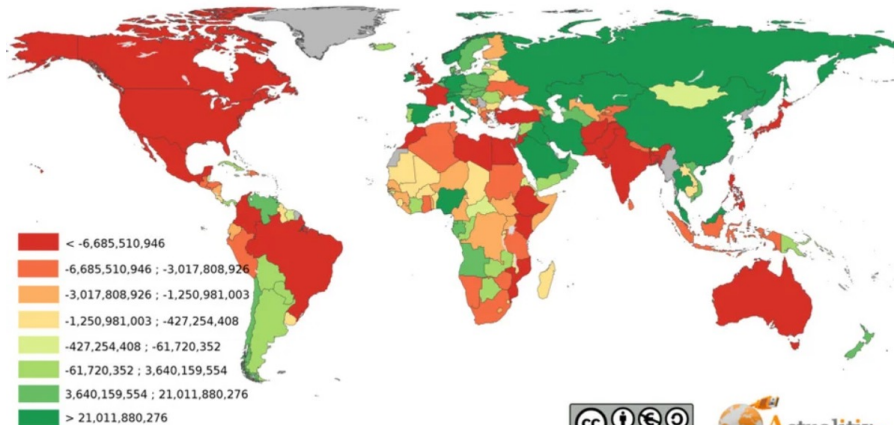 < -6,685,510,946
-6,685,510,946 ; -3,017,808,926
-3,017,808,926 ; -1,250,981,003
-1,250,981,003 ; -427,254,408
-427,254,408 ; -61,720,352
-61,720,352 ; 3,640,159,554
3,640,159,554 ; 21,011,880,276
> 21,011,880,276
cc